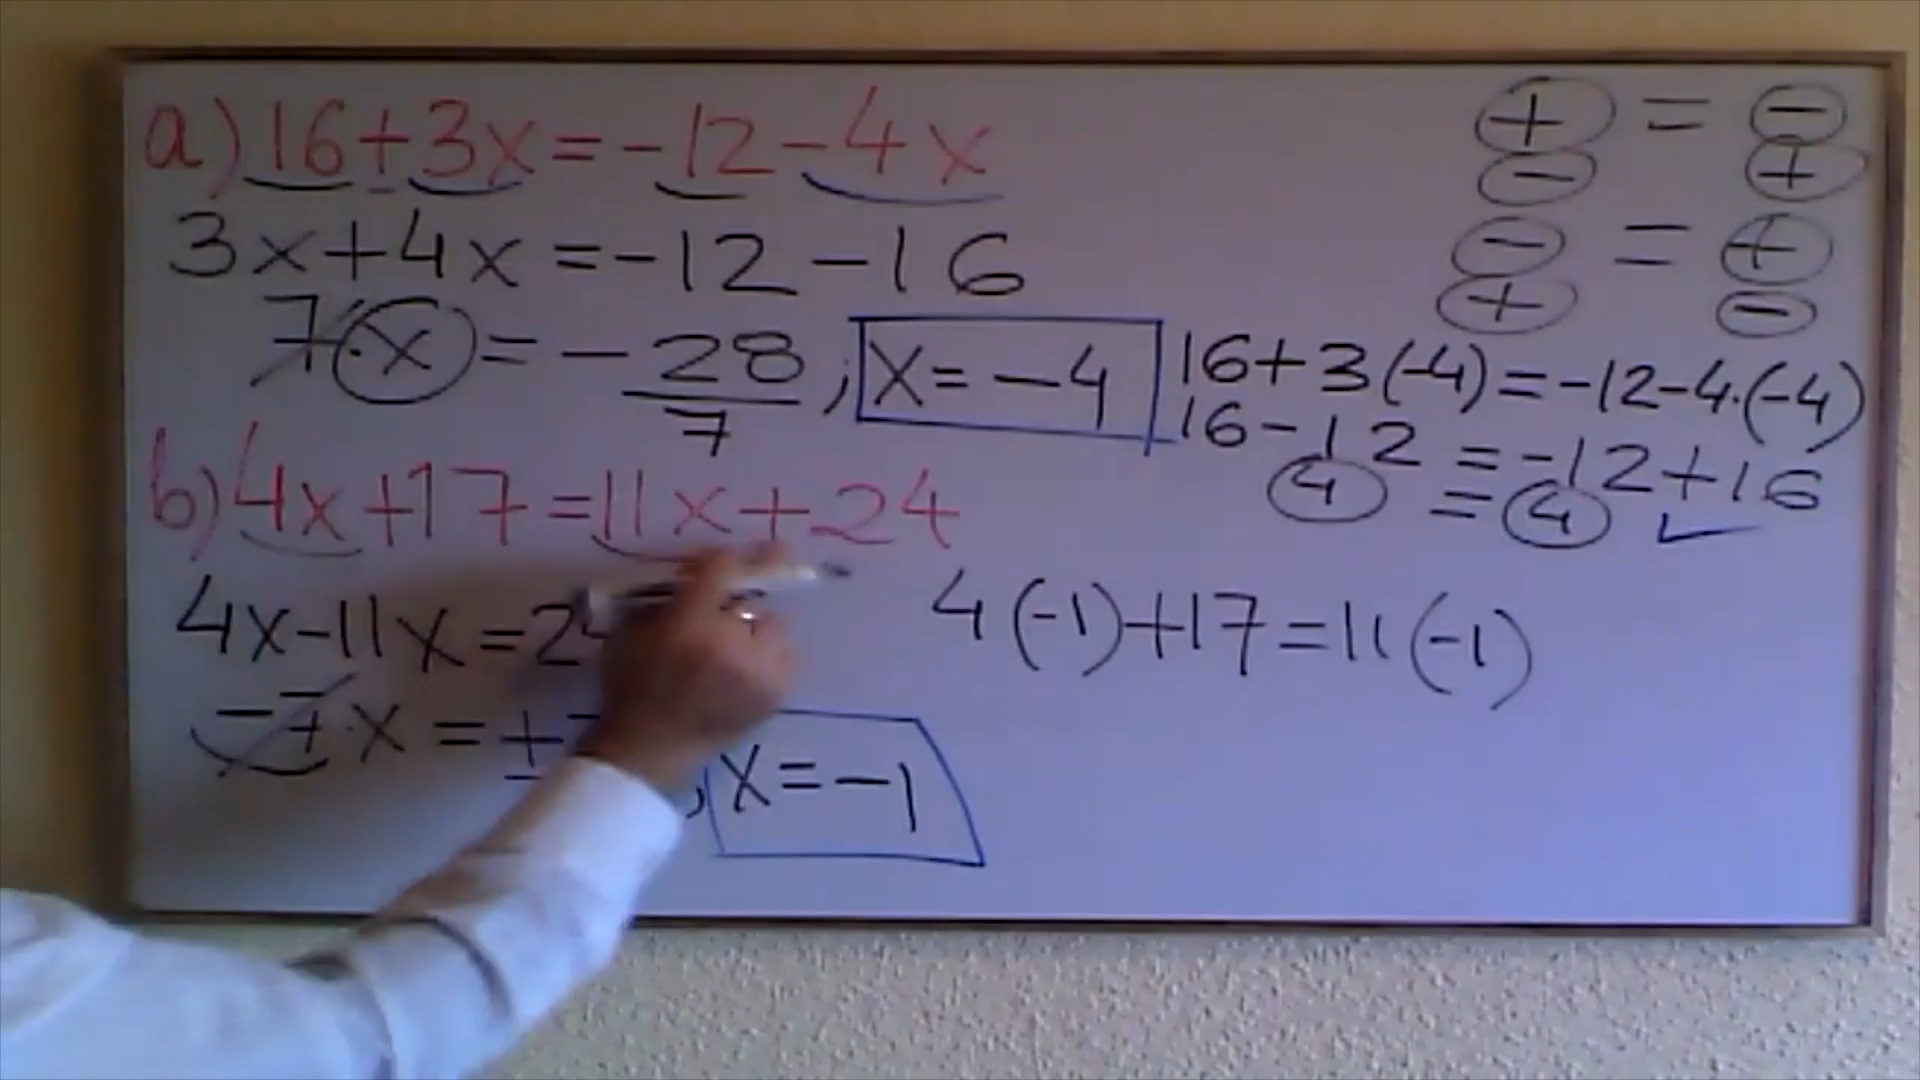 a) 16+3x=-12-4x
3x+4x=-12-16
7·x=-28/7; x=-4
b) 4x+17=11x+24
4x-11x=24
-7·x=+
, x=-1
+ = -
- +
- = +
+ -
16+3(-4)=-12-4·(-4)
16-12=-12+16
4 = 4 ✓
4(-1)+17=11(-1)